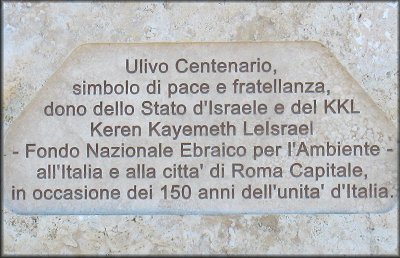 Ulivo Centenario,
simbolo di pace e fratellanza,
dono dello Stato d'Israele e del KKL
Keren Kayemeth LeIsrael
- Fondo Nazionale Ebraico per l'Ambiente -
all'Italia e alla citta' di Roma Capitale,
in occasione dei 150 anni dell'unita' d'Italia.